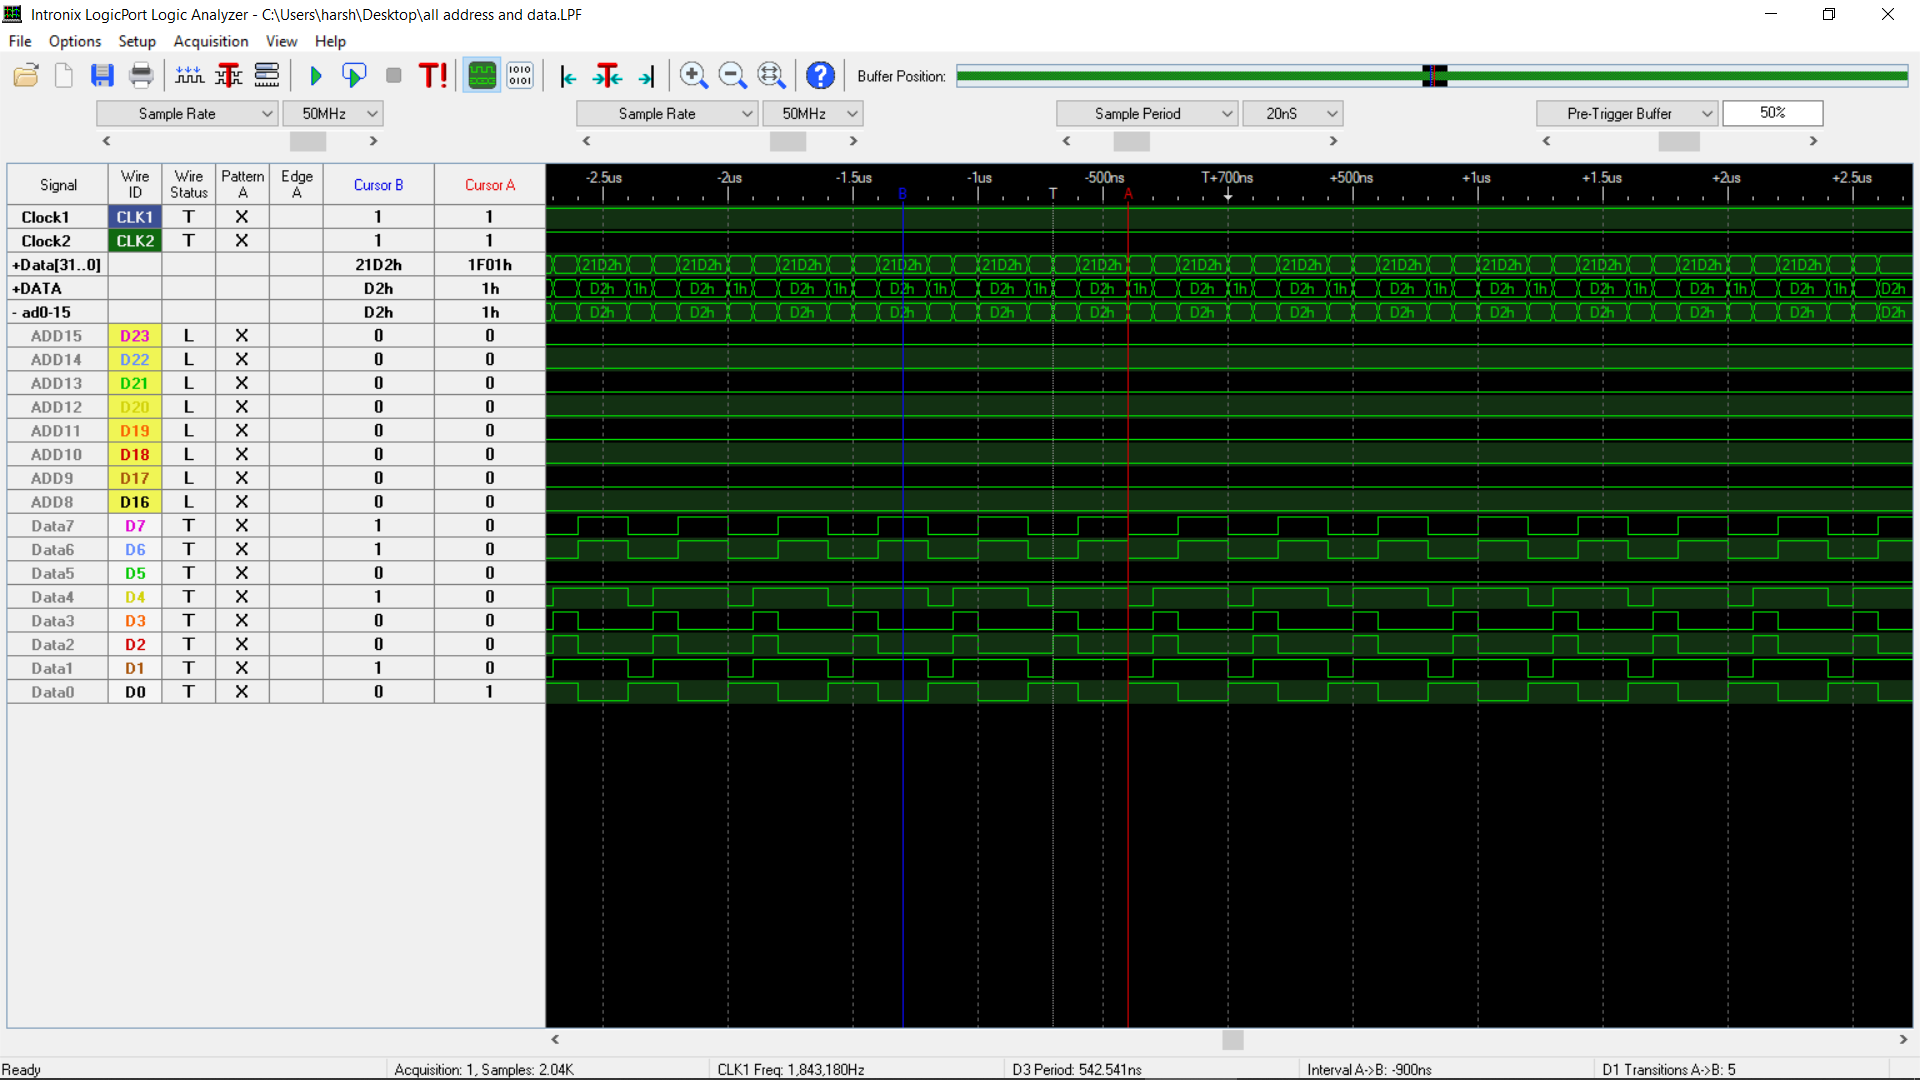 Intronix LogicPort Logic Analyzer - C:\Users\harsh\Desktop\all address and data.LPF
File Options Setup Acquisition View Help
T! 1010 0101 ? Buffer Position:
Sample Rate 50MHz Sample Rate 50MHz Sample Period 20nS Pre-Trigger Buffer 50%
Signal Wire ID Wire Status Pattern A Edge A Cursor B Cursor A
-2.5us -2us -1.5us -1us -500ns T+700ns +500ns +1us +1.5us +2us +2.5us
B T A
Clock1 CLK1 T X 1 1
Clock2 CLK2 T X 1 1
+Data[31..0] 21D2h 1F01h 21D2h 21D2h 21D2h 21D2h 21D2h 21D2h 21D2h 21D2h 21D2h 21D2h 21D2h 21D2h 21D2h
+DATA D2h 1h D2h 1h D2h 1h D2h 1h D2h 1h D2h 1h D2h 1h D2h 1h D2h 1h D2h 1h D2h 1h D2h 1h D2h 1h D2h 1h D2h
- ad0-15 D2h 1h D2h D2h D2h D2h D2h D2h D2h D2h D2h D2h D2h D2h D2h D2h
ADD15 D23 L X 0 0
ADD14 D22 L X 0 0
ADD13 D21 L X 0 0
ADD12 D20 L X 0 0
ADD11 D19 L X 0 0
ADD10 D18 L X 0 0
ADD9 D17 L X 0 0
ADD8 D16 L X 0 0
Data7 D7 T X 1 0
Data6 D6 T X 1 0
Data5 D5 T X 0 0
Data4 D4 T X 1 0
Data3 D3 T X 0 0
Data2 D2 T X 0 0
Data1 D1 T X 1 0
Data0 D0 T X 0 1
Ready Acquisition: 1, Samples: 2.04K CLK1 Freq: 1,843,180Hz D3 Period: 542.541ns Interval A->B: -900ns D1 Transitions A->B: 5